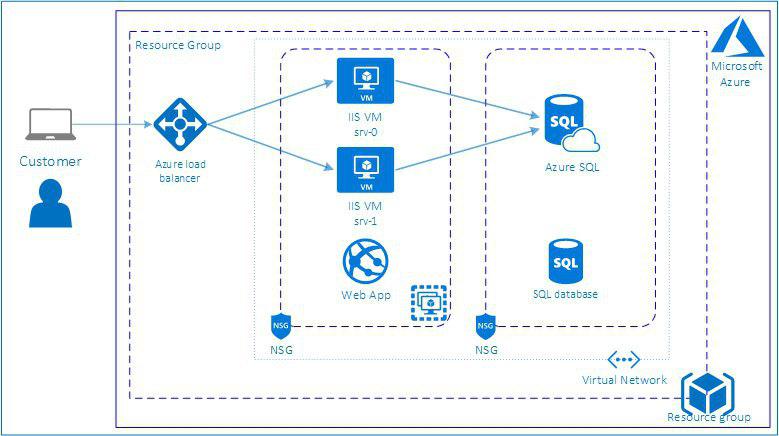 Resource Group
Microsoft
Azure
VM
IIS VM
srv-0
SQL
Customer
Azure load
balancer
Azure SQL
VM
IIS VM
srv-1
SQL
Web App
SQL database
NSG
NSG
NSG
NSG
Virtual Network
Resource group